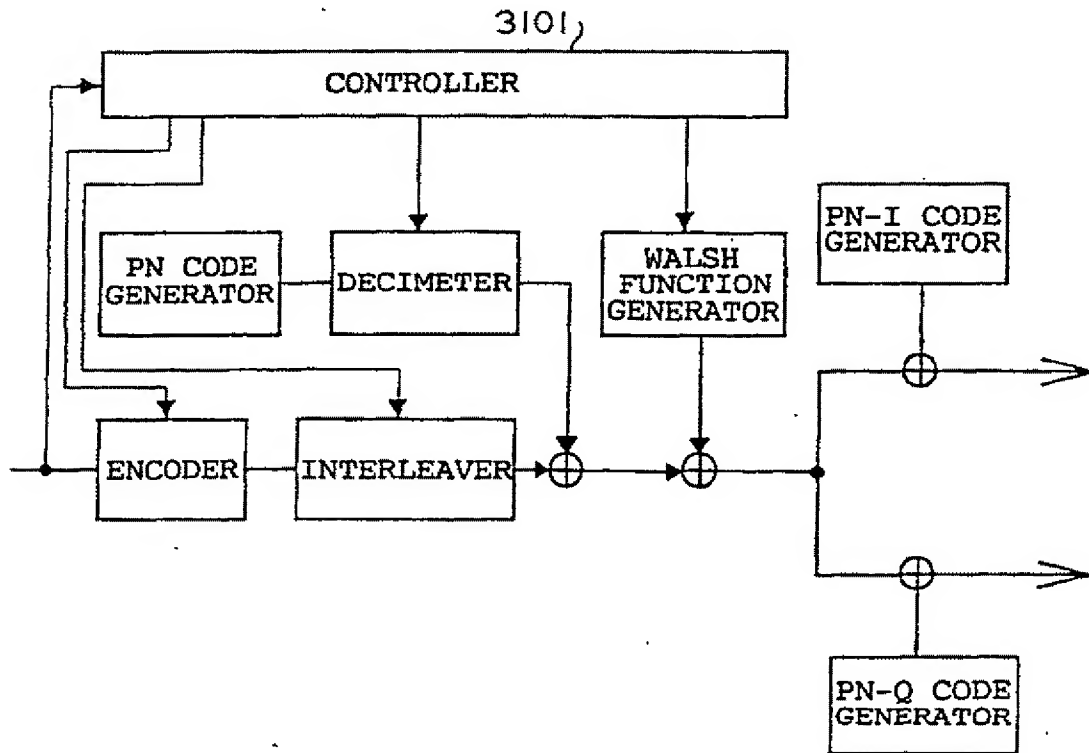 3101
CONTROLLER
PN CODE
GENERATOR
DECIMETER
WALSH
FUNCTION
GENERATOR
PN-I CODE
GENERATOR
ENCODER
INTERLEAVER
PN-Q CODE
GENERATOR